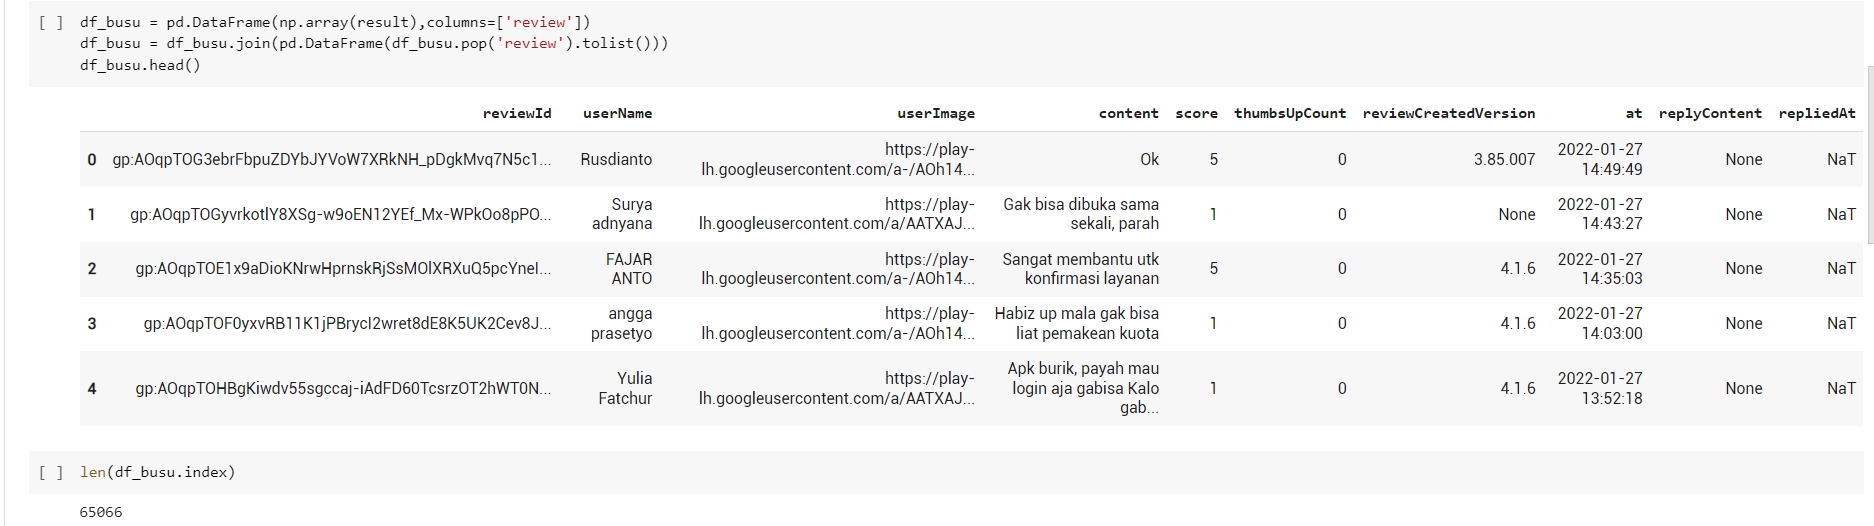 [ ] df_busu = pd.DataFrame(np.array(result),columns=['review'])
df_busu = df_busu.join(pd.DataFrame(df_busu.pop('review').tolist()))
df_busu.head()
reviewId userName userImage content score thumbsUpCount reviewCreatedVersion at replyContent repliedAt
0 gp:AOqpTOG3ebrFbpuZDYbJYVoW7XRkNH_pDgkMvq7N5c1... Rusdianto https://play-lh.googleusercontent.com/a-/AOh14... Ok 5 0 3.85.007 2022-01-27 14:49:49 None NaT
1 gp:AOqpTOGyvrkotlY8XSg-w9oEN12YEf_Mx-WPkOo8pPO... Surya adnyana https://play-lh.googleusercontent.com/a/AATXAJ... Gak bisa dibuka sama sekali, parah 1 0 None 2022-01-27 14:43:27 None NaT
2 gp:AOqpTOE1x9aDioKNrwHprnskRjSsMOlXRXuQ5pcYneI... FAJAR ANTO https://play-lh.googleusercontent.com/a-/AOh14... Sangat membantu utk konfirmasi layanan 5 0 4.1.6 2022-01-27 14:35:03 None NaT
3 gp:AOqpTOF0yxvRB11K1jPBrycI2wret8dE8K5UK2Cev8J... angga prasetyo https://play-lh.googleusercontent.com/a-/AOh14... Habiz up mala gak bisa liat pemakean kuota 1 0 4.1.6 2022-01-27 14:03:00 None NaT
4 gp:AOqpTOHBgKiwdv55sgccaj-iAdFD60TcsrzOT2hWT0N... Yulia Fatchur https://play-lh.googleusercontent.com/a/AATXAJ... Apk burik, payah mau login aja gabisa Kalo gab... 1 0 4.1.6 2022-01-27 13:52:18 None NaT
[ ] len(df_busu.index)
65066